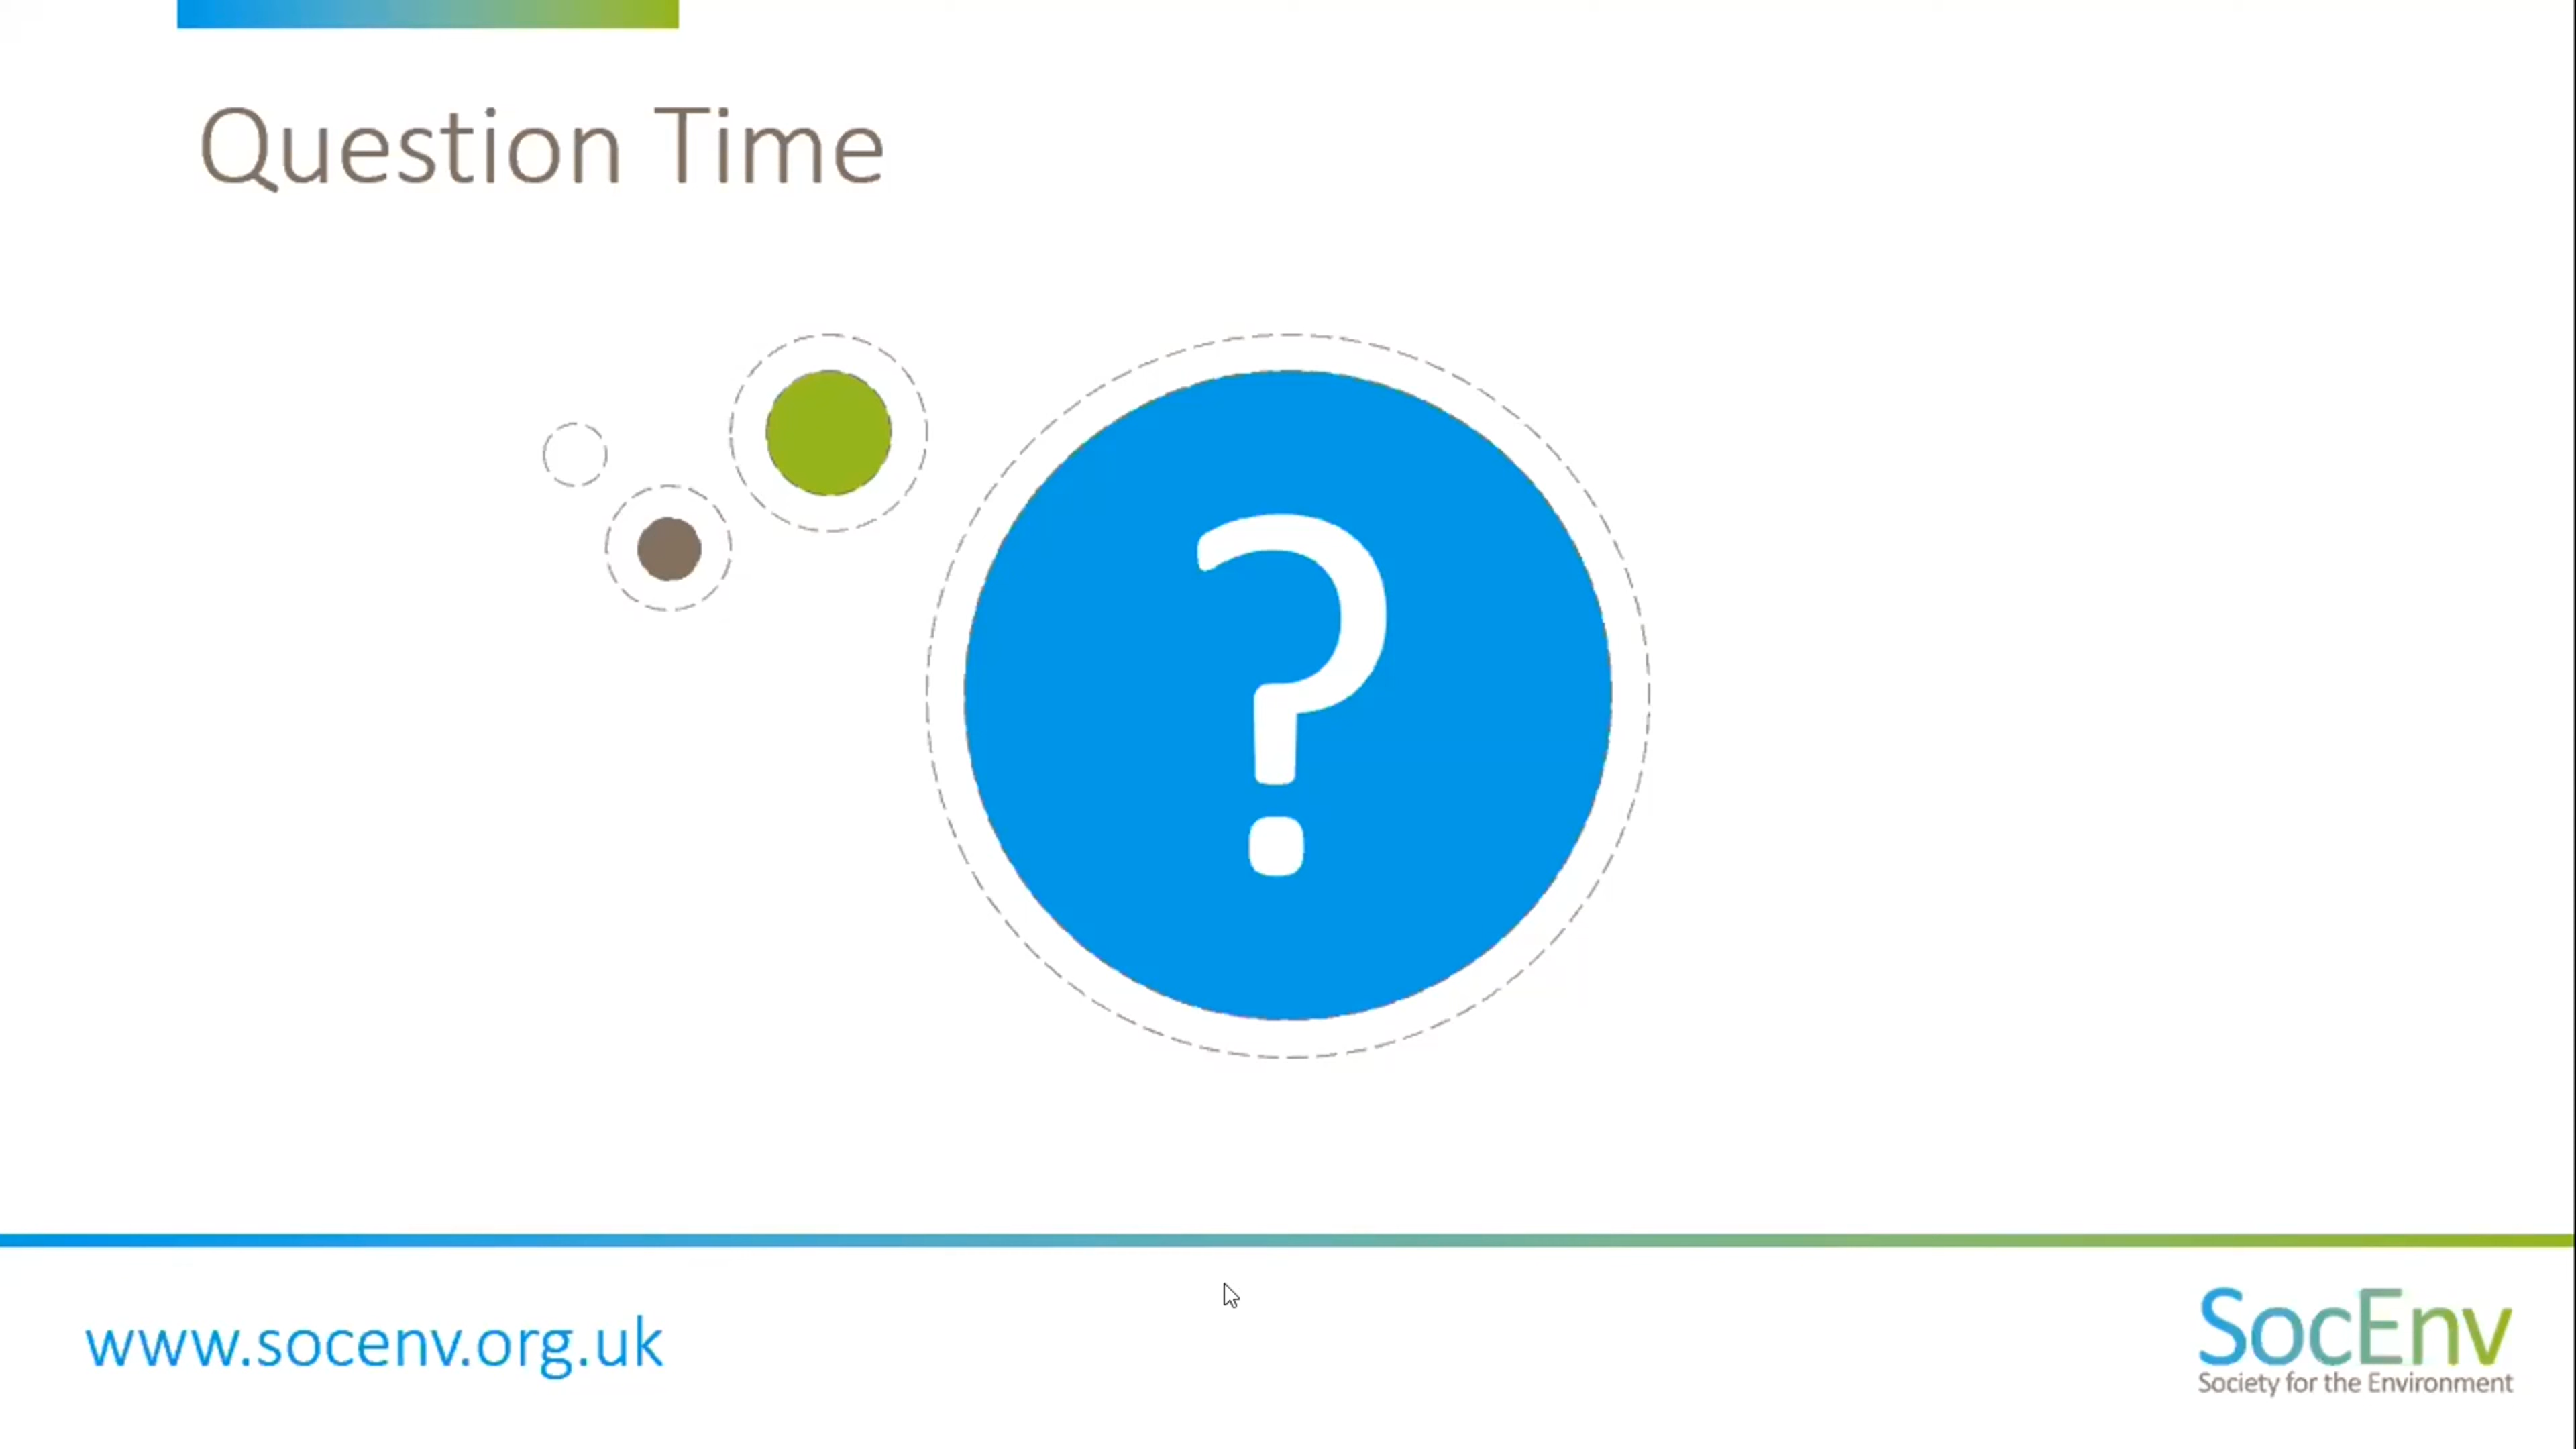 Question Time
?
www.socenv.org.uk
SocEnv
Society for the Environment